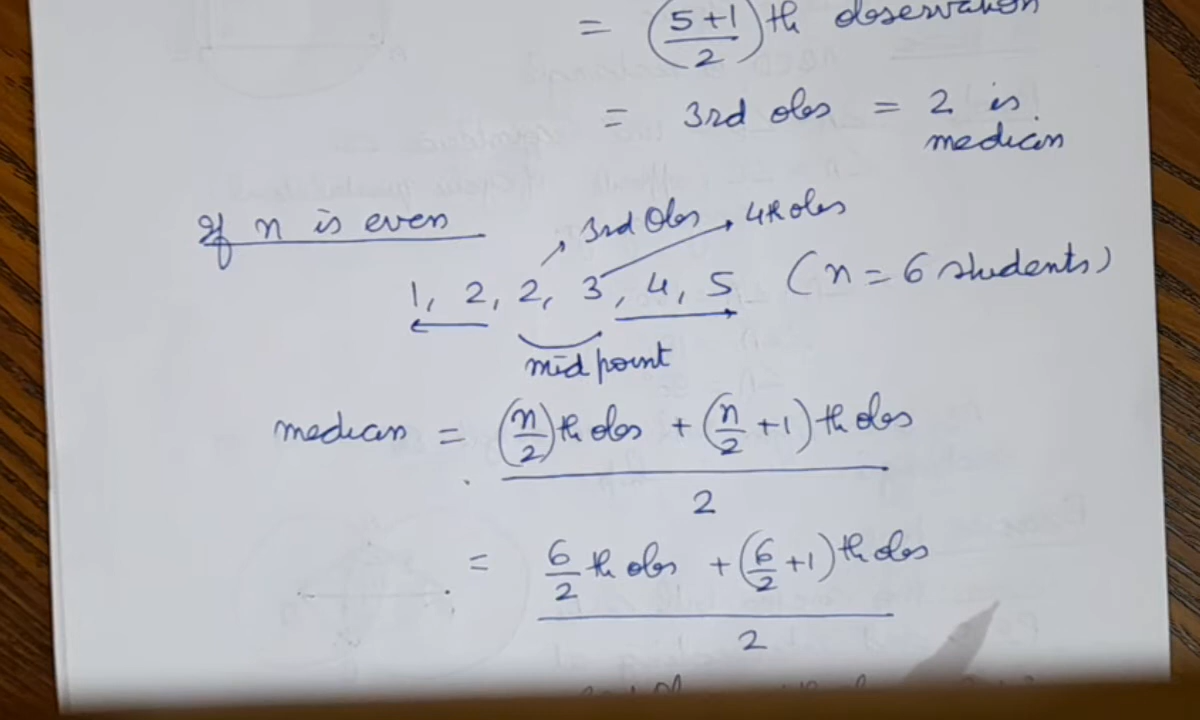 = (5+1/2)th observation
= 3rd obs = 2 is
median
If n is even
3rd Obs 4th obs
1, 2, 2, 3, 4, 5 (n = 6 students)
mid point
median = (n/2)th obs + (n/2 +1)th obs
2
= 6/2 th obs + (6/2 +1)th obs
2